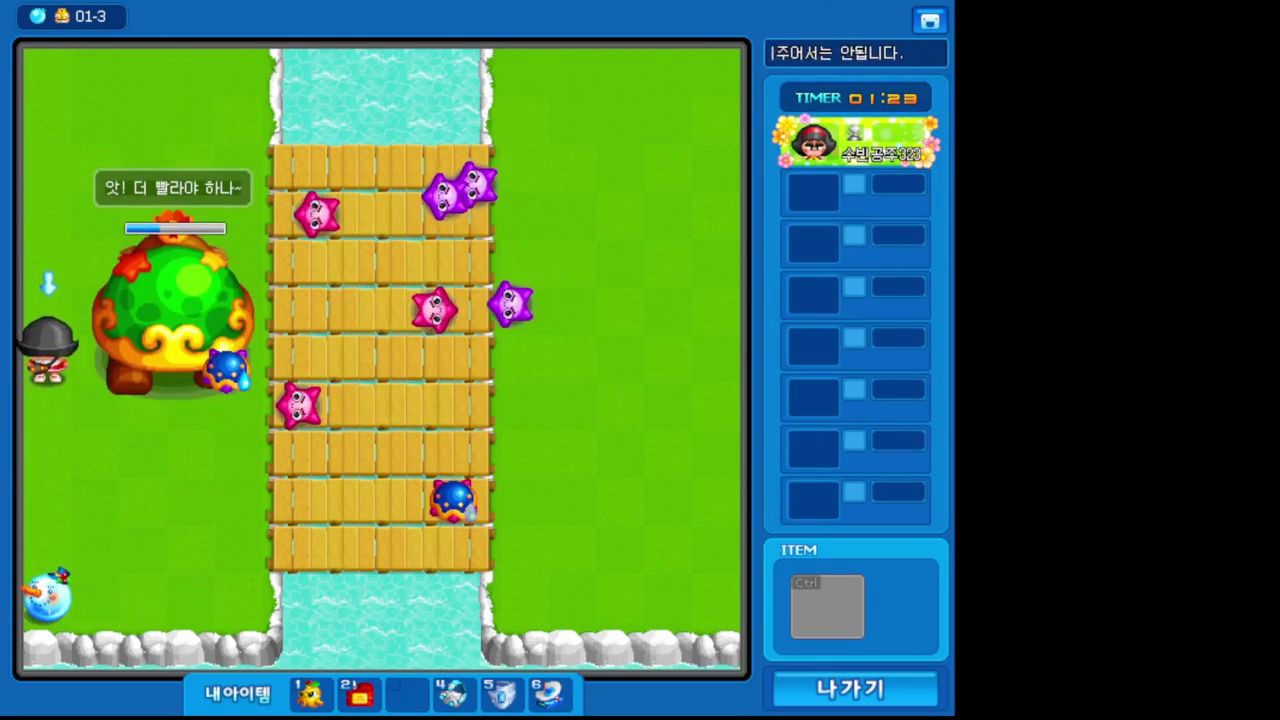 01-3
주어서는 안됩니다.
TIMER 01:23
수빈공주323
앗! 더 빨라야 하나~
ITEM
Ctrl
내아이템 1 2 4 5 6
나가기